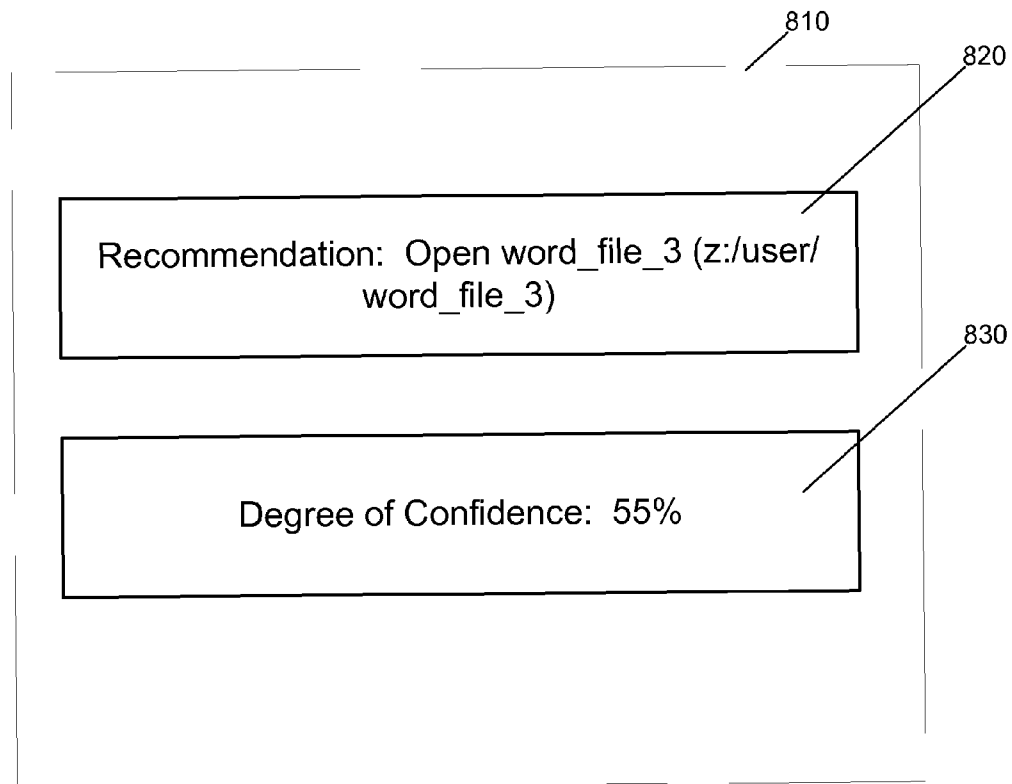 810
820
Recommendation: Open word_file_3 (z:/user/
word_file_3)
830
Degree of Confidence: 55%